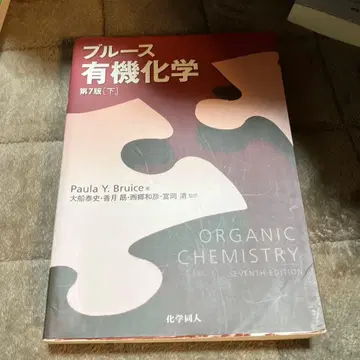 ブルース
有機化学
第7版[下]
Paula Y. Bruice 著
大船泰史・香月 勗・西郷和彦・富岡 清 監訳
ORGANIC
CHEMISTRY
SEVENTH EDITION
化学同人